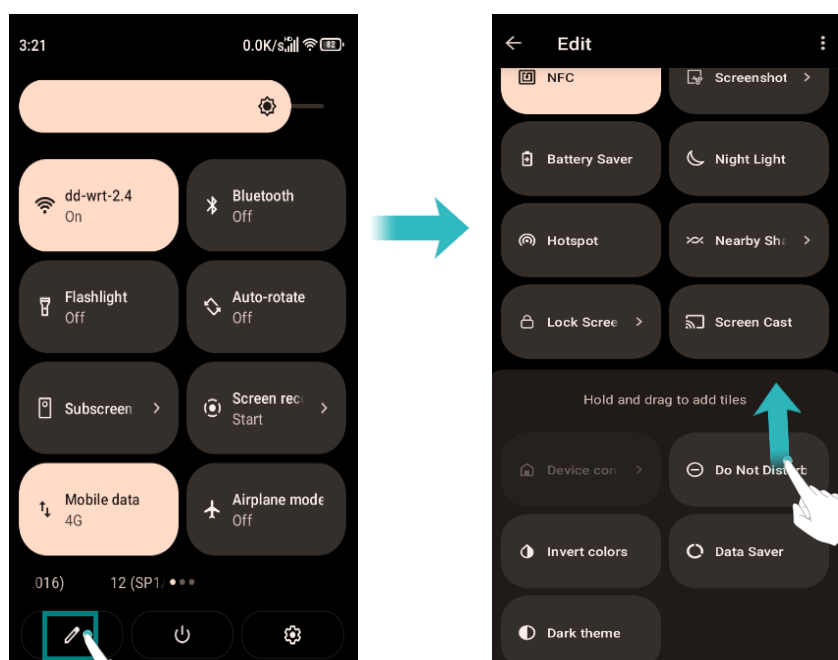 3:21
0.0K/s HD 82
dd-wrt-2.4
On
Bluetooth
Off
Flashlight
Off
Auto-rotate
Off
Subscreen
Screen rec
Start
Mobile data
4G
Airplane mode
Off
.016) 12 (SP1/
Edit
NFC
Screenshot
Battery Saver
Night Light
Hotspot
Nearby Sha
Lock Scree
Screen Cast
Hold and drag to add tiles
Device con
Do Not Disturb
Invert colors
Data Saver
Dark theme